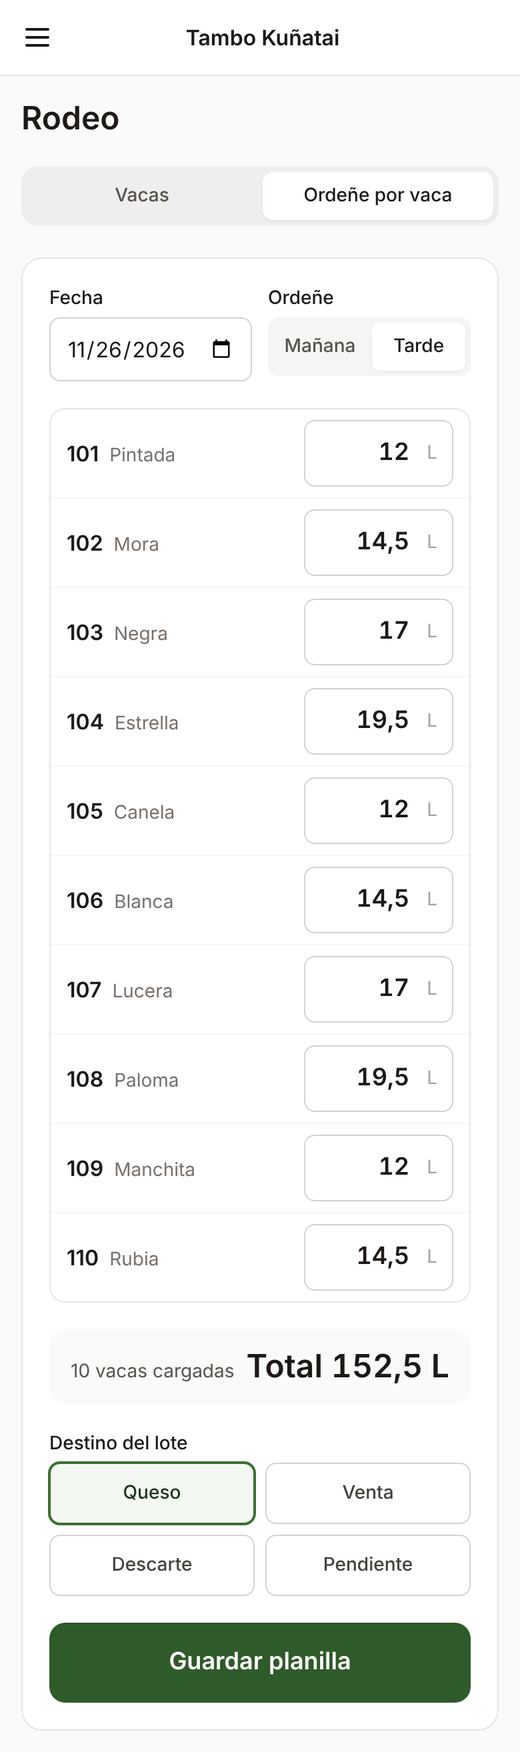 Tambo Kuñatai
Rodeo
Vacas
Ordeñe por vaca
Fecha
Ordeñe
11/26/2026
Mañana
Tarde
101 Pintada 12 L
102 Mora 14,5 L
103 Negra 17 L
104 Estrella 19,5 L
105 Canela 12 L
106 Blanca 14,5 L
107 Lucera 17 L
108 Paloma 19,5 L
109 Manchita 12 L
110 Rubia 14,5 L
10 vacas cargadas Total 152,5 L
Destino del lote
Queso
Venta
Descarte
Pendiente
Guardar planilla